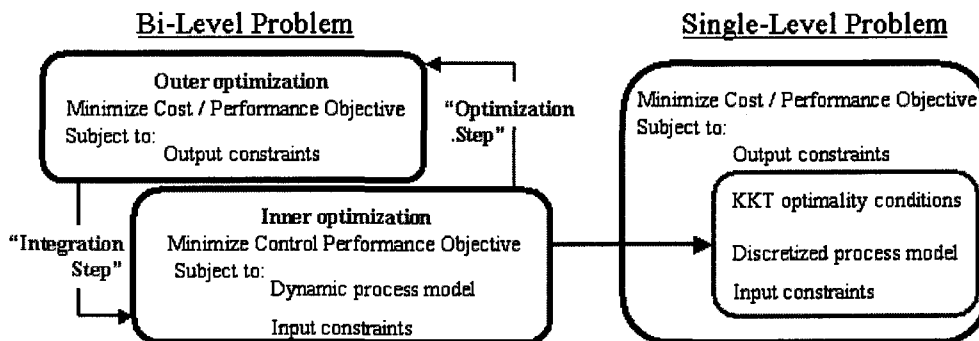 Bi-Level Problem
Outer optimization
Minimize Cost / Performance Objective
Subject to:
Output constraints
"Optimization
.Step"
"Integration
Step"
Inner optimization
Minimize Control Performance Objective
Subject to:
Dynamic process model
Input constraints
Single-Level Problem
Minimize Cost / Performance Objective
Subject to:
Output constraints
KKT optimality conditions
Discretized process model
Input constraints